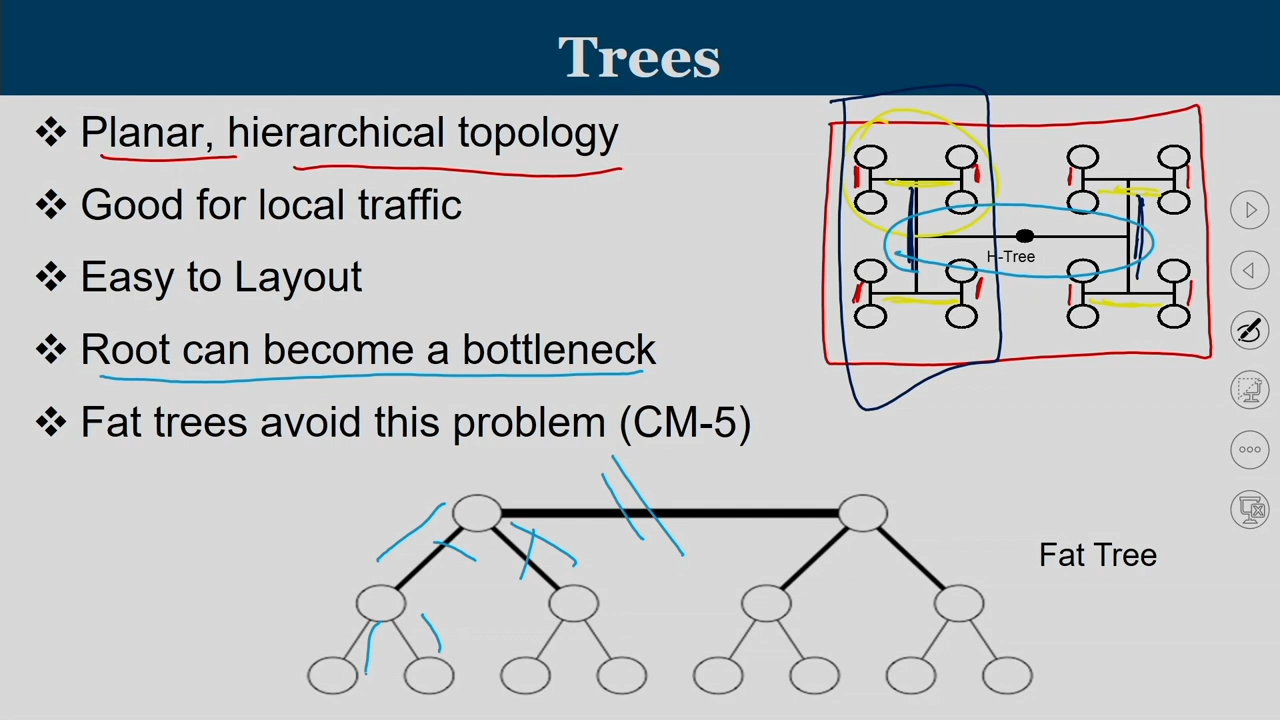 Trees
❖ Planar, hierarchical topology
❖ Good for local traffic
❖ Easy to Layout
❖ Root can become a bottleneck
❖ Fat trees avoid this problem (CM-5)
H-Tree
Fat Tree